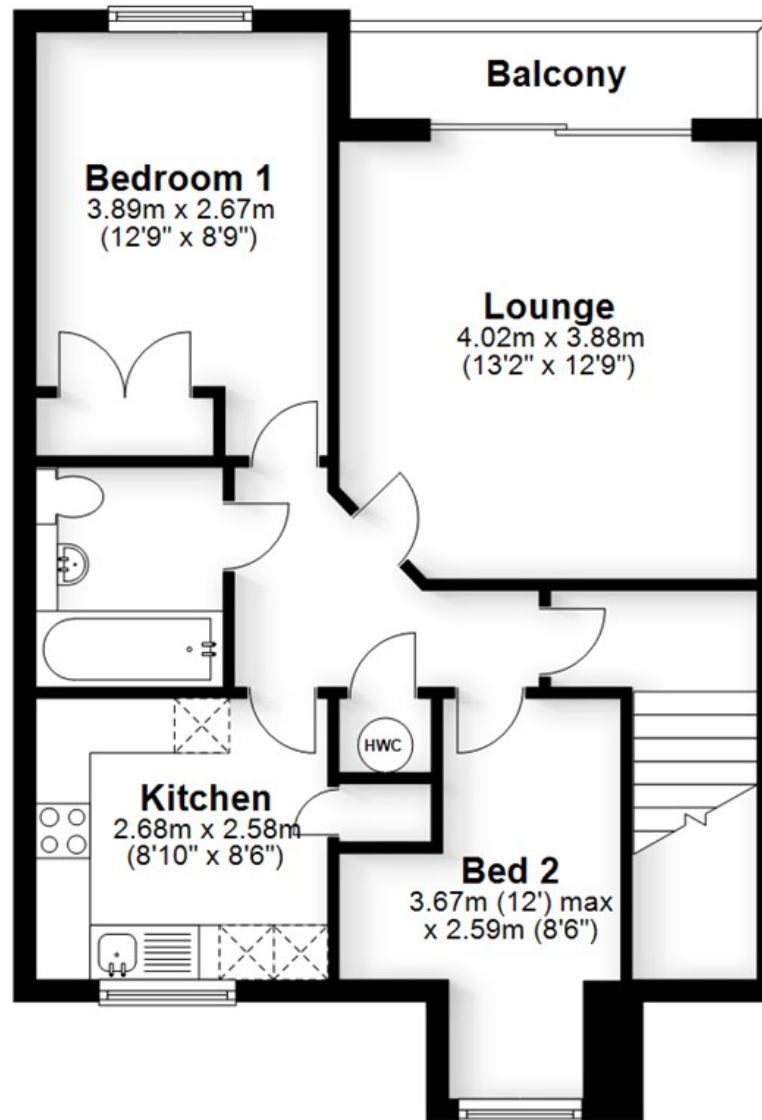 Balcony
Bedroom 1
3.89m x 2.67m
(12'9" x 8'9")
Lounge
4.02m x 3.88m
(13'2" x 12'9")
HWC
Kitchen
2.68m x 2.58m
(8'10" x 8'6")
Bed 2
3.67m (12') max
x 2.59m (8'6")